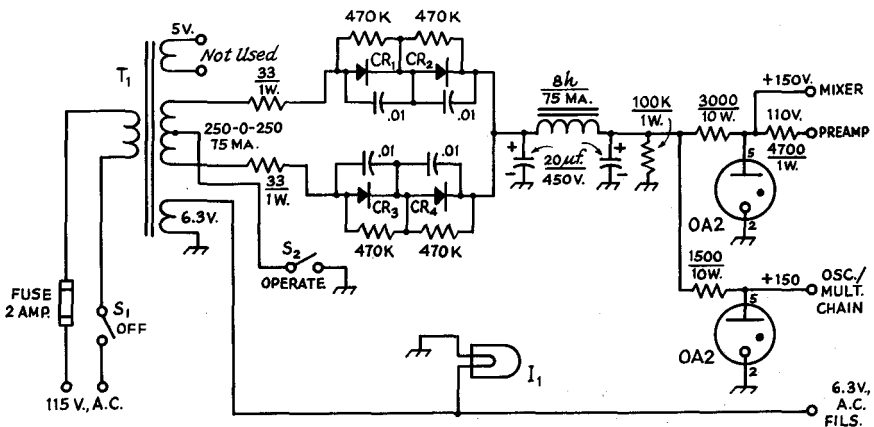 470K 470K
5V.
Not Used
CR1 CR2
T1
33
1W.
.01 .01
8h
75 MA.
+150V.
MIXER
100K
1W.
3000
10W.
110V.
PREAMP
4700
1W.
250-0-250
75 MA.
.01 .01
+ +
20µf.
450V.
- -
5
OA2
2
33
1W.
CR3 CR4
6.3V.
470K 470K
S2
OPERATE
1500
10W.
+150
OSC./
MULT.
CHAIN
5
FUSE
2 AMP.
S1
OFF
OA2
2
I1
115 V., A.C.
6.3V.,
A.C.
FILS.